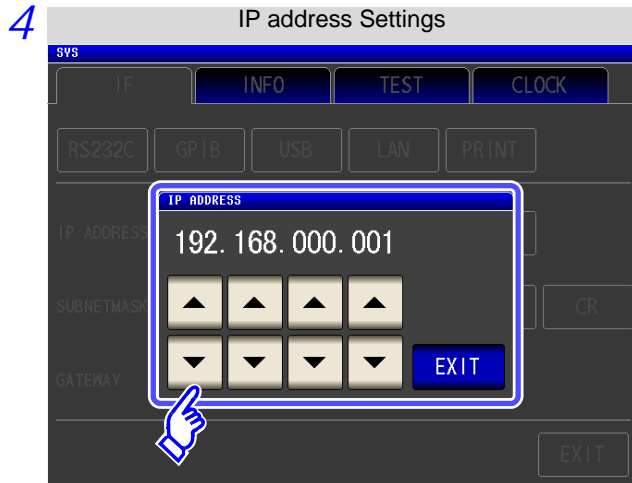 4 IP address Settings
SYS
IF INFO TEST CLOCK
RS232C GPIB USB LAN PRINT
IP ADDRESS
192.168.000.001
IP ADDRESS
SUBNETMASK CR
EXIT
GATEWAY
EXIT